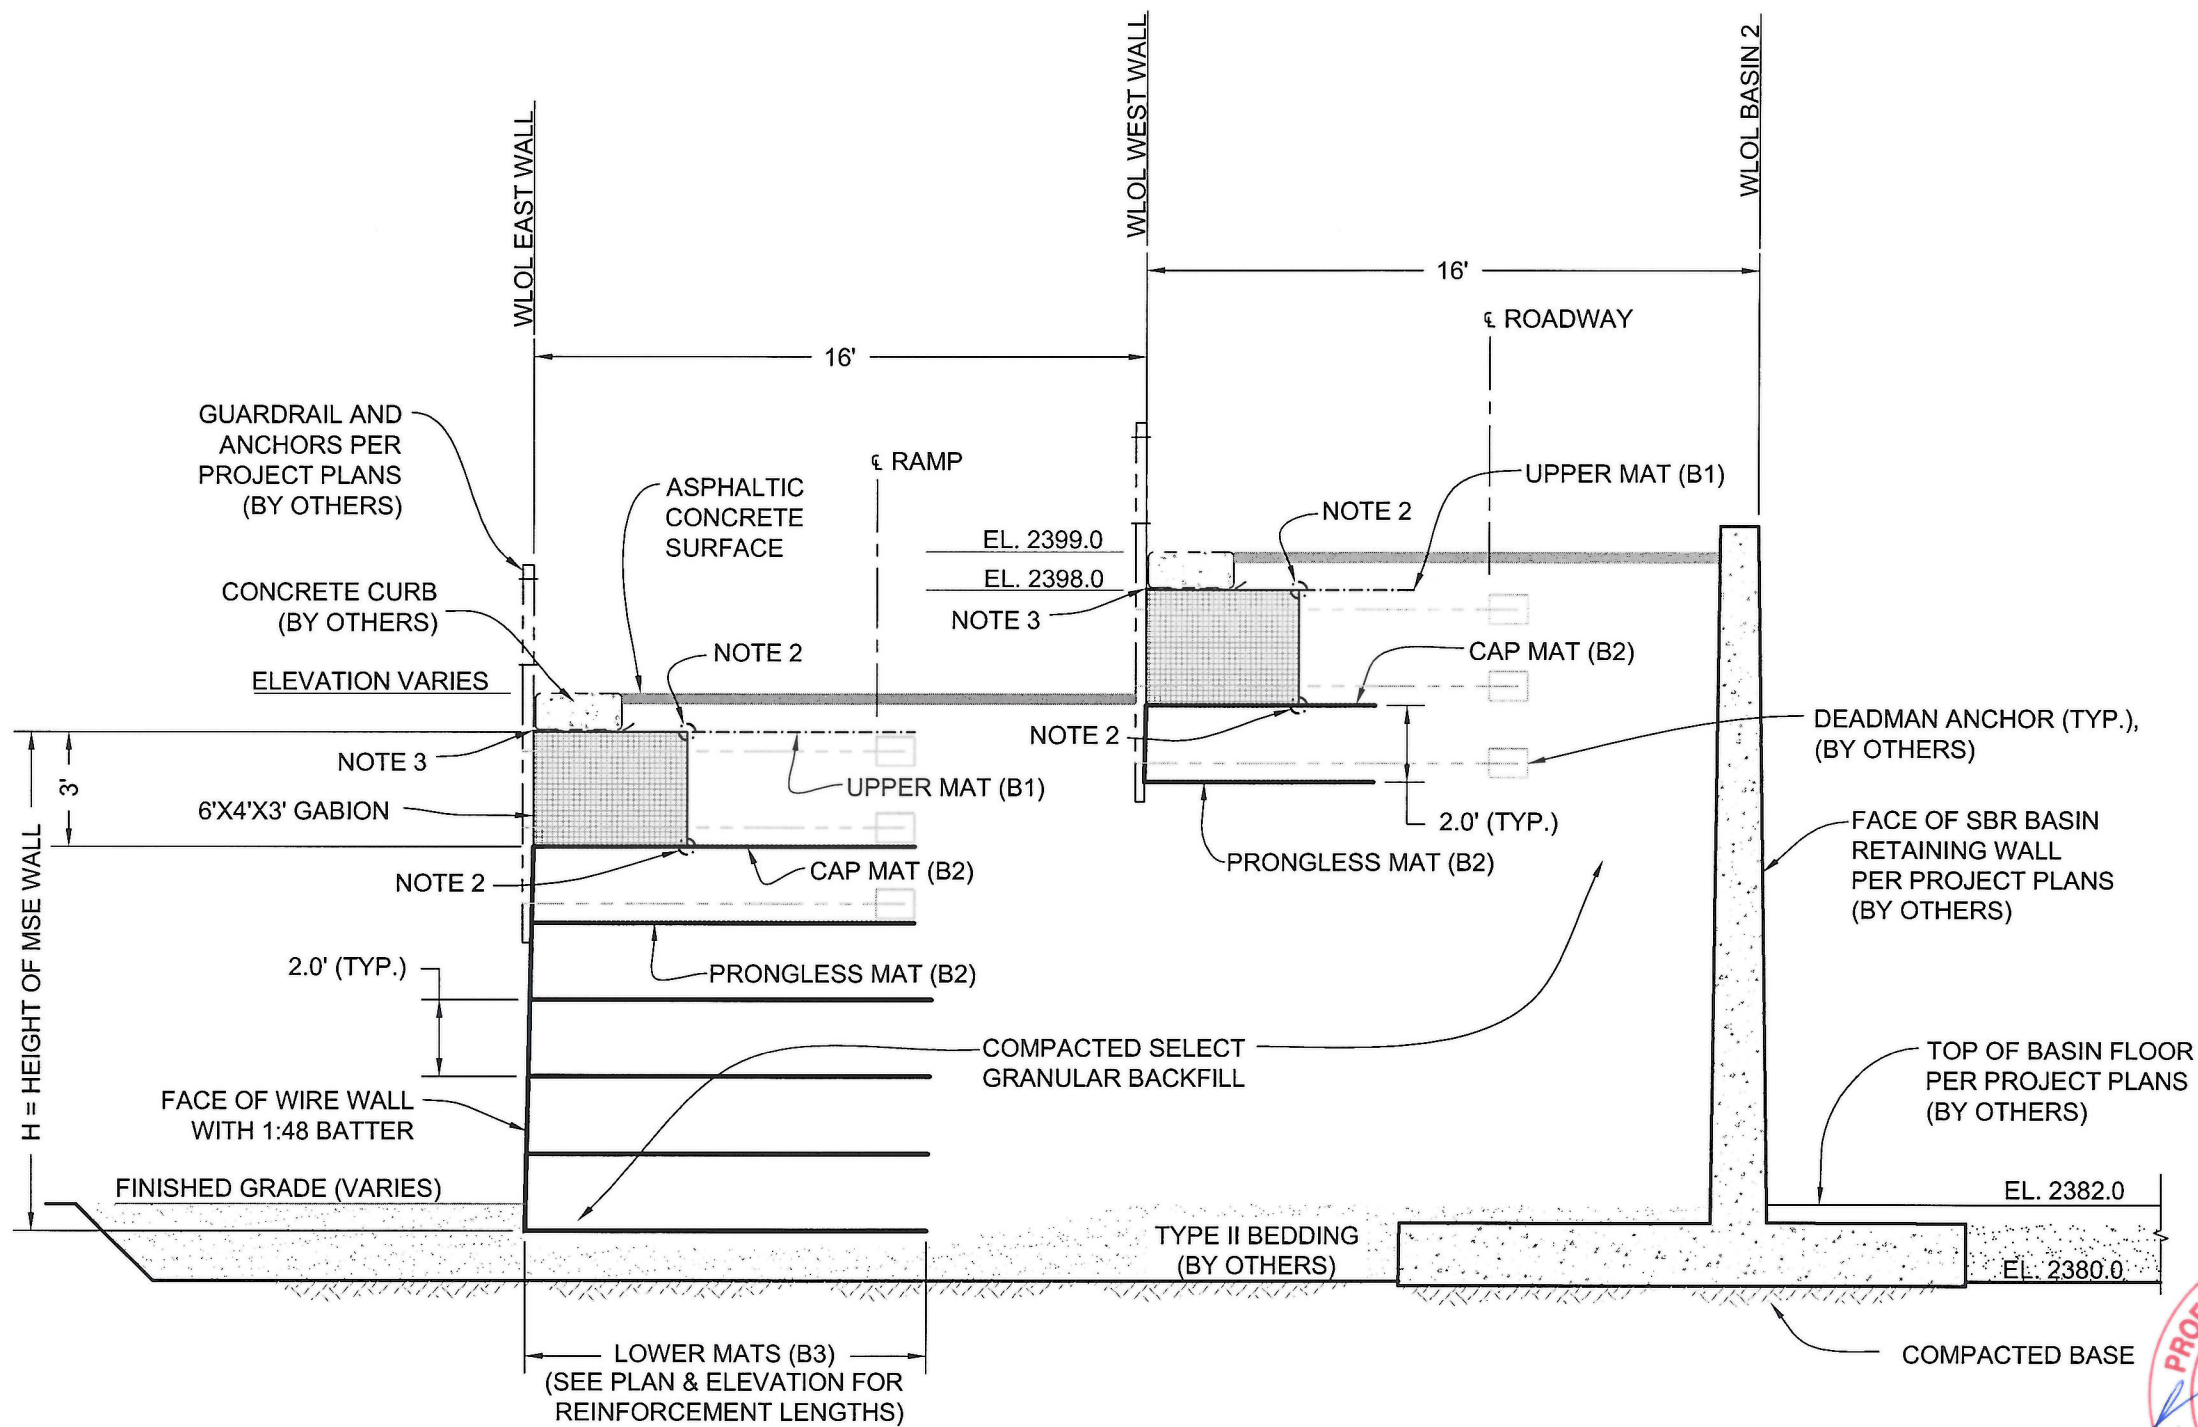 WLOL EAST WALL
WLOL WEST WALL
WLOL BASIN 2
16'
℄ ROADWAY
16'
GUARDRAIL AND
ANCHORS PER
PROJECT PLANS
(BY OTHERS)
℄ RAMP
ASPHALTIC
CONCRETE
SURFACE
UPPER MAT (B1)
NOTE 2
EL. 2399.0
EL. 2398.0
CONCRETE CURB
(BY OTHERS)
NOTE 3
NOTE 2
CAP MAT (B2)
ELEVATION VARIES
NOTE 2
DEADMAN ANCHOR (TYP.),
(BY OTHERS)
NOTE 3
3'
UPPER MAT (B1)
6'X4'X3' GABION
2.0' (TYP.)
FACE OF SBR BASIN
RETAINING WALL
PER PROJECT PLANS
(BY OTHERS)
PRONGLESS MAT (B2)
CAP MAT (B2)
NOTE 2
H = HEIGHT OF MSE WALL
2.0' (TYP.)
PRONGLESS MAT (B2)
COMPACTED SELECT
GRANULAR BACKFILL
TOP OF BASIN FLOOR
PER PROJECT PLANS
(BY OTHERS)
FACE OF WIRE WALL
WITH 1:48 BATTER
FINISHED GRADE (VARIES)
EL. 2382.0
TYPE II BEDDING
(BY OTHERS)
EL. 2380.0
LOWER MATS (B3)
(SEE PLAN & ELEVATION FOR
REINFORCEMENT LENGTHS)
COMPACTED BASE